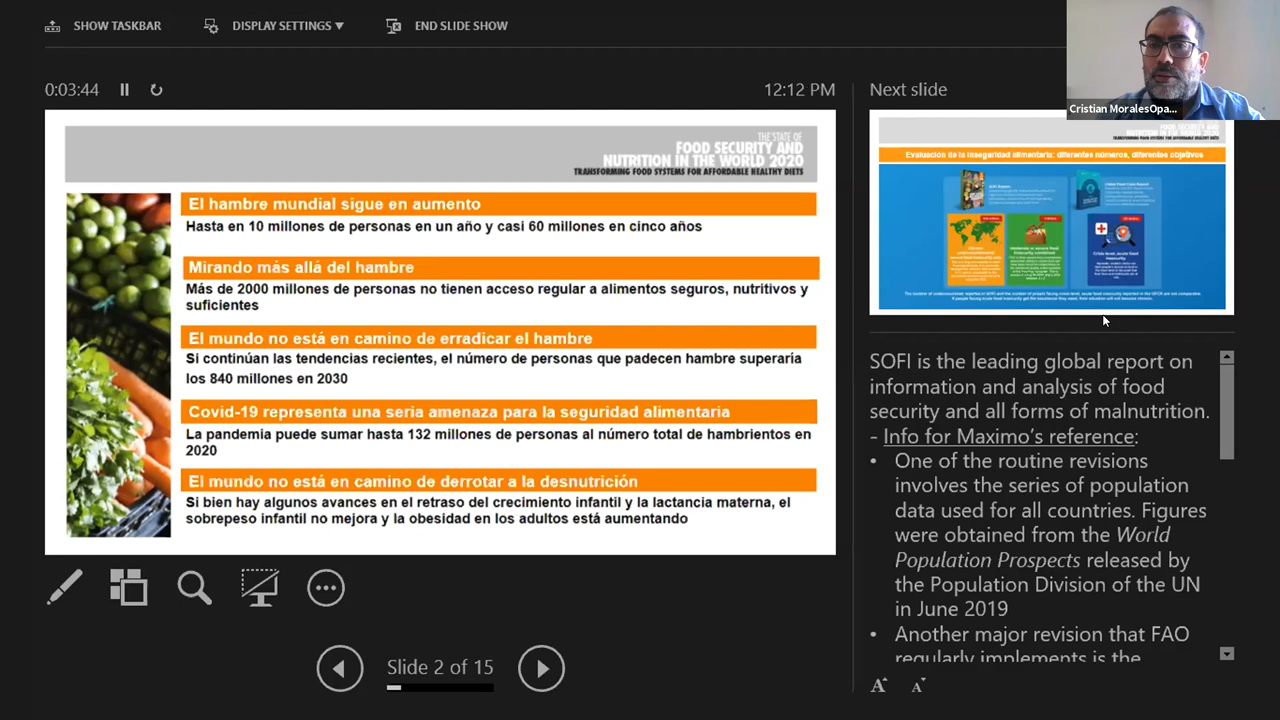 SHOW TASKBAR
DISPLAY SETTINGS
END SLIDE SHOW
0:03:44
12:12 PM
THE STATE OF
FOOD SECURITY AND
NUTRITION IN THE WORLD 2020
TRANSFORMING FOOD SYSTEMS FOR AFFORDABLE HEALTHY DIETS
El hambre mundial sigue en aumento
Hasta en 10 millones de personas en un año y casi 60 millones en cinco años
Mirando más allá del hambre
Más de 2000 millones de personas no tienen acceso regular a alimentos seguros, nutritivos y
suficientes
El mundo no está en camino de erradicar el hambre
Si continúan las tendencias recientes, el número de personas que padecen hambre superaría
los 840 millones en 2030
Covid-19 representa una seria amenaza para la seguridad alimentaria
La pandemia puede sumar hasta 132 millones de personas al número total de hambrientos en
2020
El mundo no está en camino de derrotar a la desnutrición
Si bien hay algunos avances en el retraso del crecimiento infantil y la lactancia materna, el
sobrepeso infantil no mejora y la obesidad en los adultos está aumentando
Slide 2 of 15
Next slide
Cristian MoralesOpa...
NUTRITION IN THE WORLD 2020
Evaluación de la inseguridad alimentaria: diferentes números, diferentes objetivos
SOFI is the leading global report on
information and analysis of food
security and all forms of malnutrition.
- Info for Maximo's reference:
• One of the routine revisions
involves the series of population
data used for all countries. Figures
were obtained from the World
Population Prospects released by
the Population Division of the UN
in June 2019
• Another major revision that FAO
regularly implements is the
A A